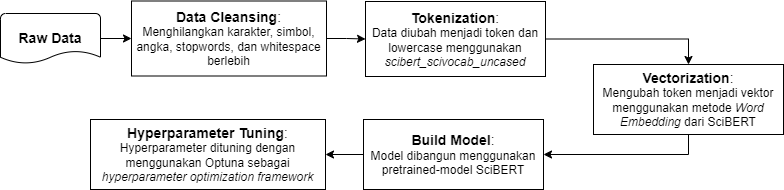 Raw Data
Data Cleansing:
Menghilangkan karakter, simbol,
angka, stopwords, dan whitespace
berlebih
Tokenization:
Data diubah menjadi token dan
lowercase menggunakan
scibert_scivocab_uncased
Vectorization:
Mengubah token menjadi vektor
menggunakan metode Word
Embedding dari SciBERT
Build Model:
Model dibangun menggunakan
pretrained-model SciBERT
Hyperparameter Tuning:
Hyperparameter dituning dengan
menggunakan Optuna sebagai
hyperparameter optimization framework